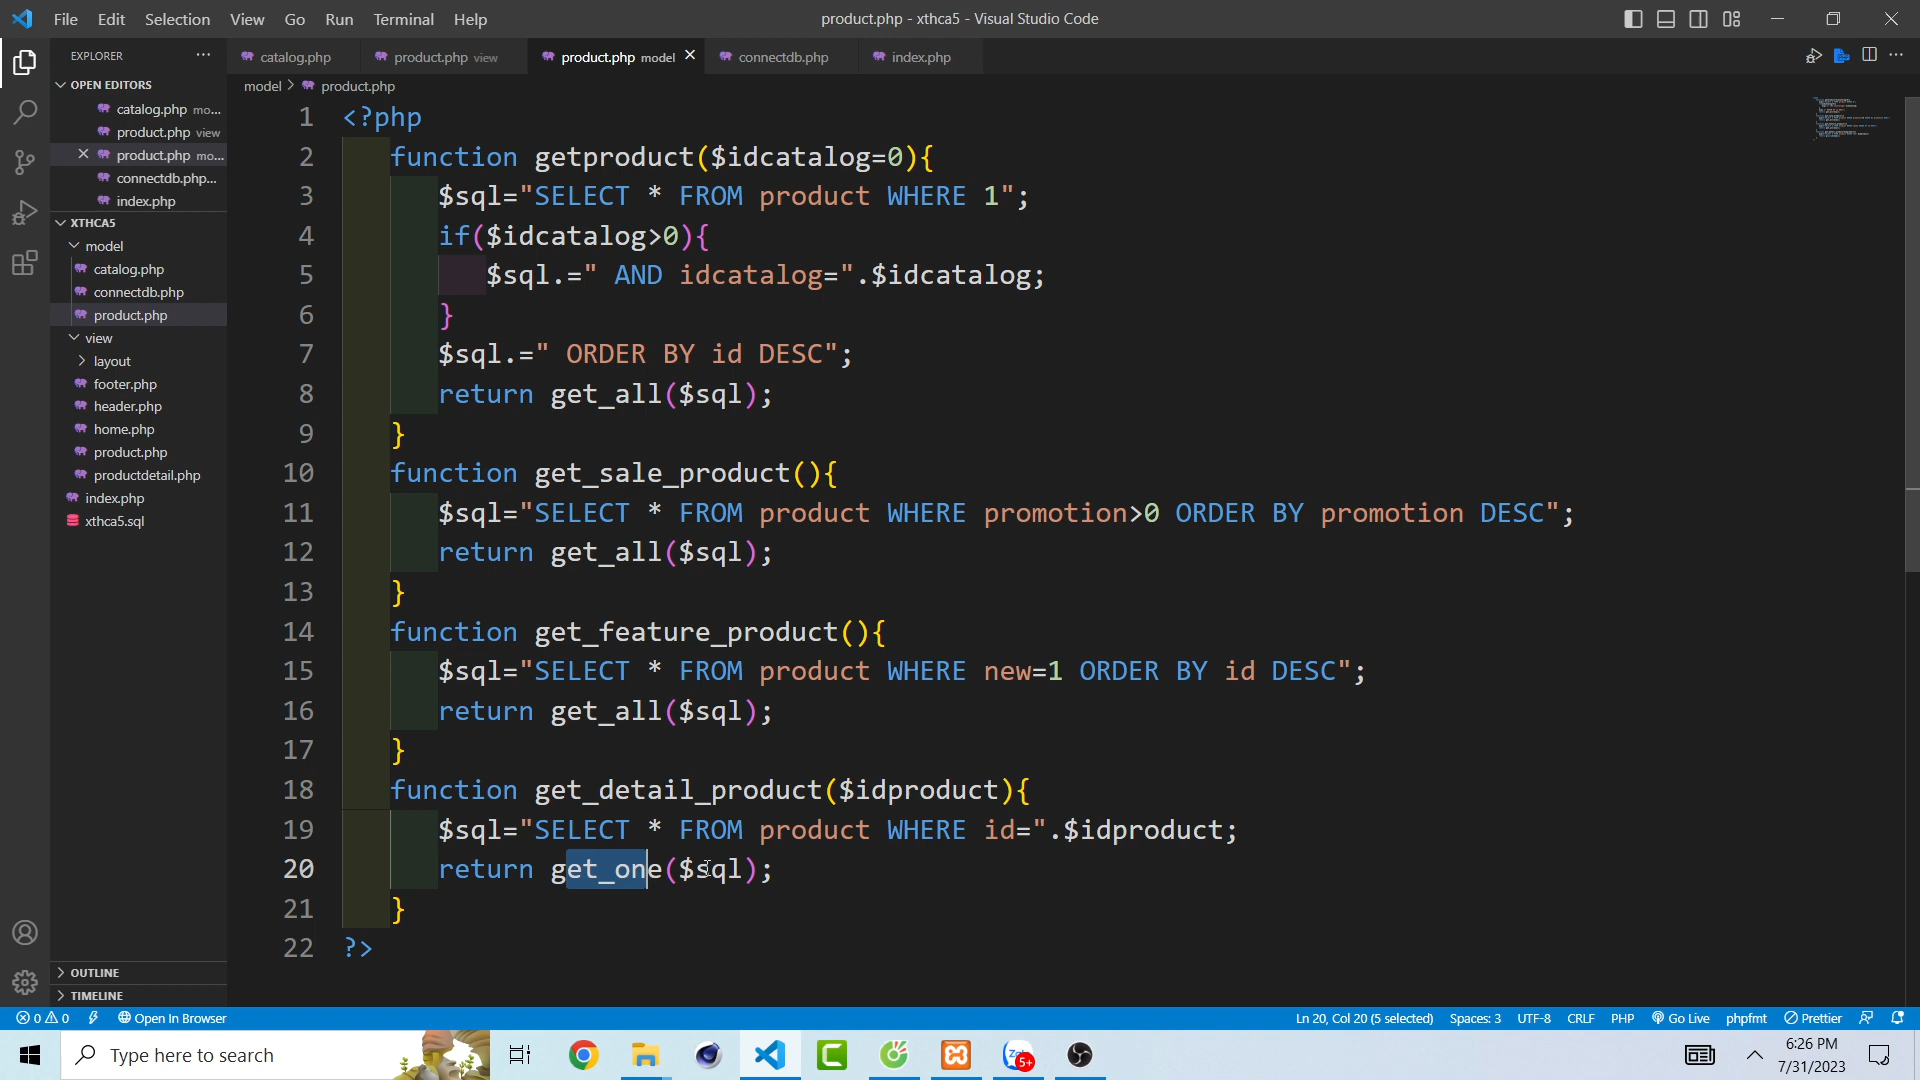 File Edit Selection View Go Run Terminal Help
product.php - xthca5 - Visual Studio Code
EXPLORER
OPEN EDITORS
catalog.php mo...
product.php view
product.php mo...
connectdb.php...
index.php
XTHCA5
model
catalog.php
connectdb.php
product.php
view
layout
footer.php
header.php
home.php
product.php
productdetail.php
index.php
xthca5.sql
OUTLINE
TIMELINE
catalog.php product.php view product.php model connectdb.php index.php
model > product.php
1 <?php
2 function getproduct($idcatalog=0){
3 $sql="SELECT * FROM product WHERE 1";
4 if($idcatalog>0){
5 $sql.=" AND idcatalog=".$idcatalog;
6 }
7 $sql.=" ORDER BY id DESC";
8 return get_all($sql);
9 }
10 function get_sale_product(){
11 $sql="SELECT * FROM product WHERE promotion>0 ORDER BY promotion DESC";
12 return get_all($sql);
13 }
14 function get_feature_product(){
15 $sql="SELECT * FROM product WHERE new=1 ORDER BY id DESC";
16 return get_all($sql);
17 }
18 function get_detail_product($idproduct){
19 $sql="SELECT * FROM product WHERE id=".$idproduct;
20 return get_one($sql);
21 }
22 ?>
0 0 Open In Browser
Ln 20, Col 20 (5 selected) Spaces: 3 UTF-8 CRLF PHP Go Live phpfmt Prettier
Type here to search
5+
6:26 PM
7/31/2023